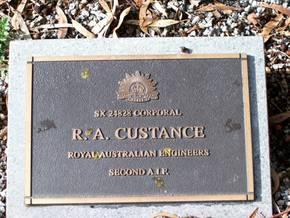 SX 24828 CORPORAL
R. A. CUSTANCE
ROYAL AUSTRALIAN ENGINEERS
SECOND A.I.F.